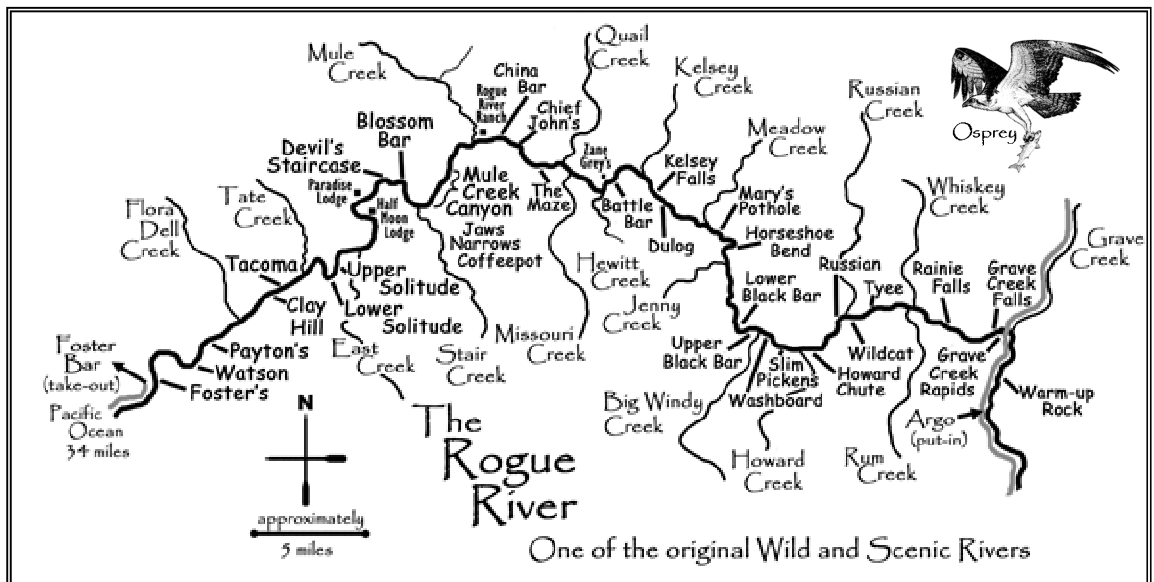 Mule
Creek
Quail
Creek
China
Bar
Rogue
River
Ranch
Chief
John's
Kelsey
Creek
Russian
Creek
Osprey
Blossom
Bar
Devil's
Staircase
Paradise
Lodge
Half
Moon
Lodge
Mule
Creek
Canyon
Jaws
Narrows
Coffeepot
The
Maze
Zane
Grey's
Battle
Bar
Kelsey
Falls
Dulog
Meadow
Creek
Mary's
Pothole
Horseshoe
Bend
Whiskey
Creek
Grave
Creek
Tate
Creek
Flora
Dell
Creek
Tacoma
Clay
Hill
Upper
Solitude
Lower
Solitude
East
Creek
Stair
Creek
Missouri
Creek
Hewitt
Creek
Jenny
Creek
Lower
Black Bar
Upper
Black Bar
Russian
Tyee
Rainie
Falls
Grave
Creek
Falls
Slim
Pickens
Washboard
Wildcat
Howard
Chute
Grave
Creek
Rapids
Warm-up
Rock
Argo
(put-in)
Big Windy
Creek
Howard
Creek
Rum
Creek
Payton's
Watson
Foster's
Foster
Bar
(take-out)
Pacific
Ocean
34 miles
N
approximately
5 miles
The
Rogue
River
One of the original Wild and Scenic Rivers